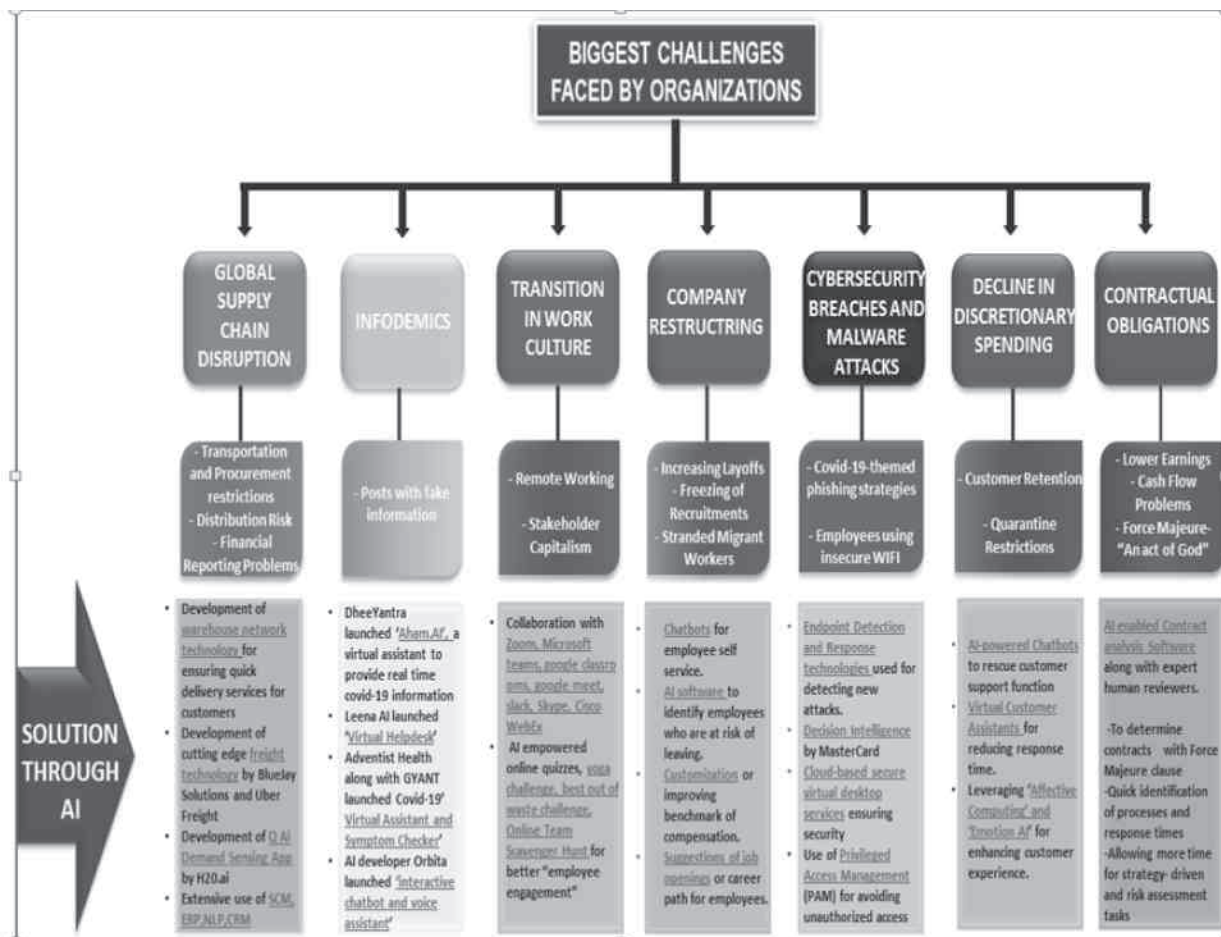 BIGGEST CHALLENGES
FACED BY ORGANIZATIONS
GLOBAL
SUPPLY
CHAIN
DISRUPTION
INFODEMICS
TRANSITION
IN WORK
CULTURE
COMPANY
RESTRUCTRING
CYBERSECURITY
BREACHES AND
MALWARE
ATTACKS
DECLINE IN
DISCRETIONARY
SPENDING
CONTRACTUAL
OBLIGATIONS
- Transportation
and Procurement
restrictions
- Distribution Risk
- Financial
Reporting Problems
- Posts with fake
information
- Remote Working
- Stakeholder
Capitalism
- Increasing Layoffs
- Freezing of
Recruitments
- Stranded Migrant
Workers
- Covid-19-themed
phishing strategies
- Employees using
insecure WIFI
- Customer Retention
- Quarantine
Restrictions
- Lower Earnings
- Cash Flow
Problems
- Force Majeure-
"An act of God"
SOLUTION
THROUGH
AI
• Development of
warehouse network
technology for
ensuring quick
delivery services for
customers
• Development of
cutting edge freight
technology by BlueJay
Solutions and Uber
Freight
• Development of Q AI
Demand Sensing App
by H20.ai
• Extensive use of SCM,
ERP,NLP,CRM
• DheeYantra
launched 'Aham.AI', a
virtual assistant to
provide real time
covid-19 information
• Leena AI launched
'Virtual Helpdesk'
• Adventist Health
along with GYANT
launched Covid-19'
Virtual Assistant and
Symptom Checker'
• AI developer Orbita
launched 'interactive
chatbot and voice
assistant'
• Collaboration with
Zoom, Microsoft
teams, google classro
oms, google meet,
slack, Skype, Cisco
WebEx
• AI empowered
online quizzes, yoga
challenge, best out of
waste challenge,
Online Team
Scavenger Hunt for
better "employee
engagement"
• Chatbots for
employee self
service.
• AI software to
identify employees
who are at risk of
leaving.
• Customization or
improving
benchmark of
compensation.
• Suggestions of job
openings or career
path for employees.
• Endpoint Detection
and Response
technologies used for
detecting new
attacks.
• Decision Intelligence
by MasterCard
• Cloud-based secure
virtual desktop
services ensuring
security
• Use of Privileged
Access Management
(PAM) for avoiding
unauthorized access
• AI-powered Chatbots
to rescue customer
support function
• Virtual Customer
Assistants for
reducing response
time.
• Leveraging 'Affective
Computing' and
'Emotion AI' for
enhancing customer
experience.
AI enabled Contract
analysis Software
along with expert
human reviewers.
-To determine
contracts with Force
Majeure clause
-Quick identification
of processes and
response times
-Allowing more time
for strategy- driven
and risk assessment
tasks